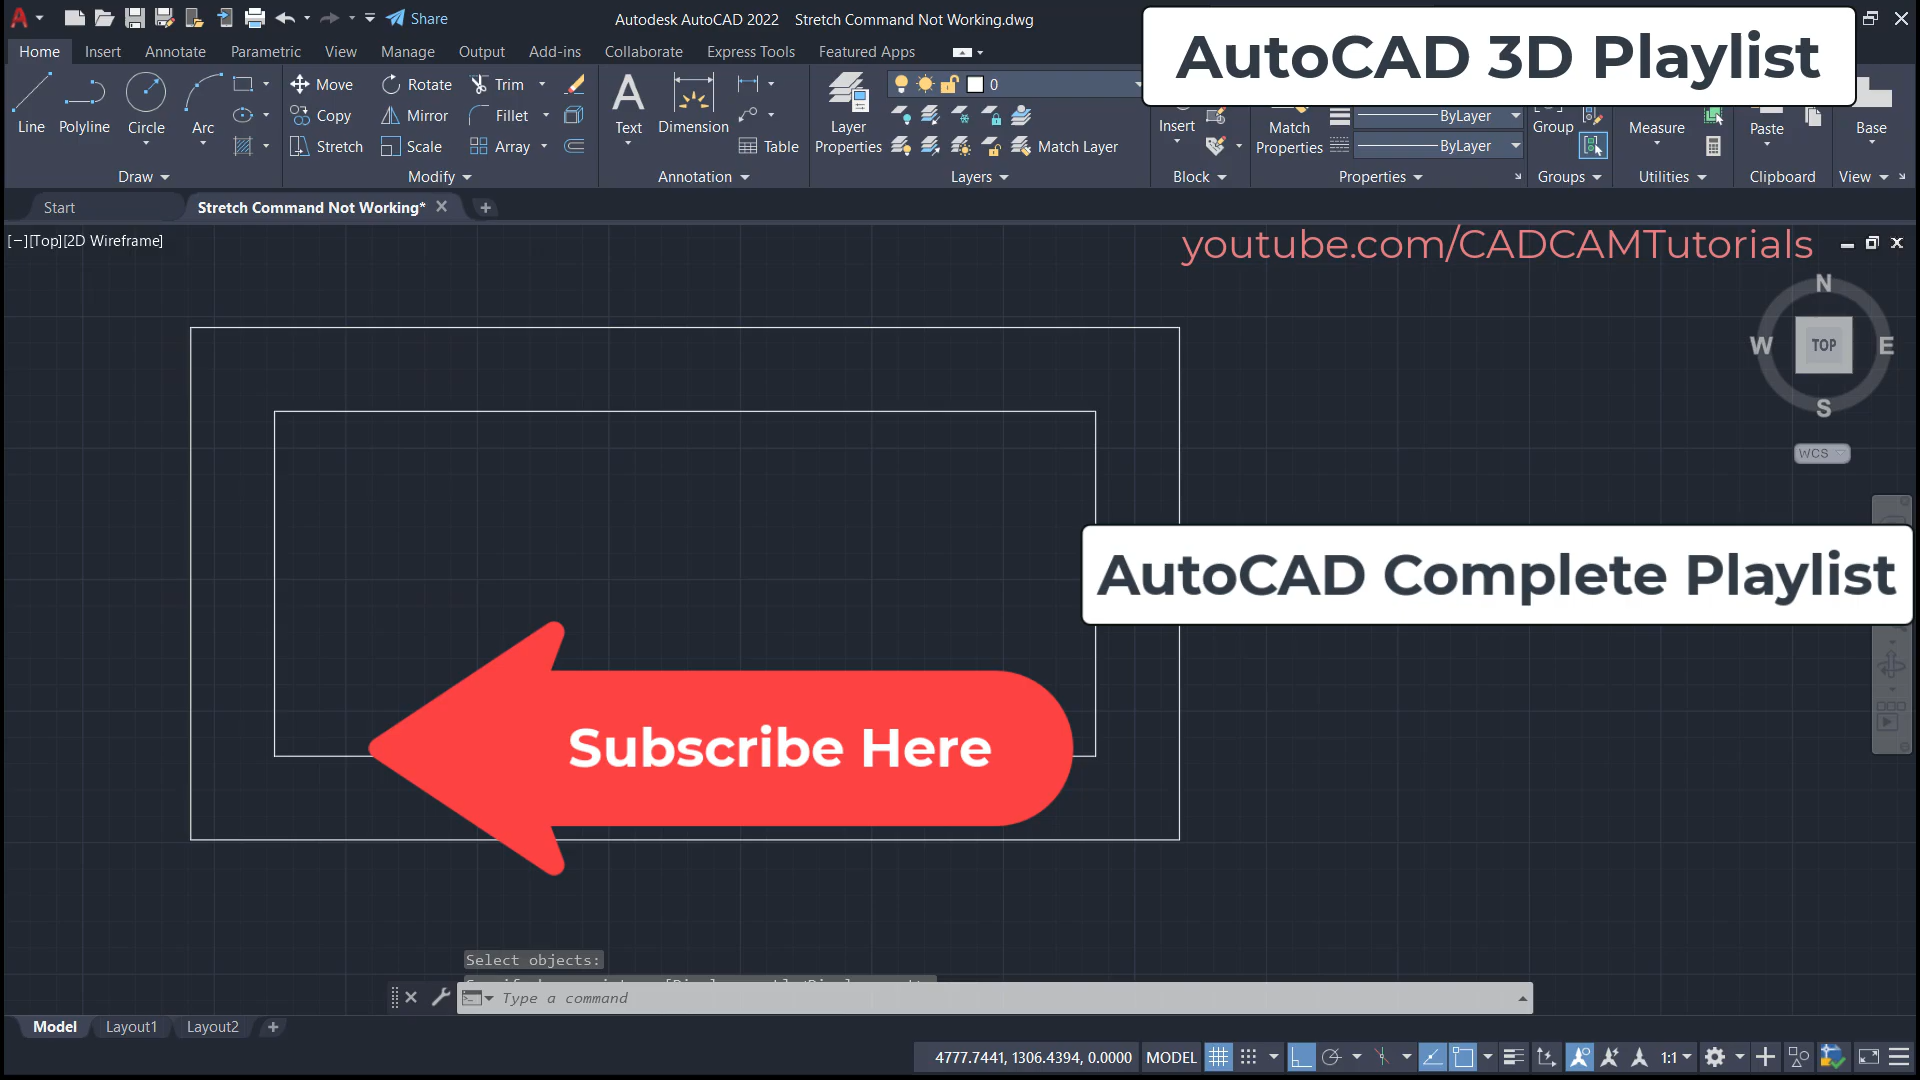 Share
Autodesk AutoCAD 2022 Stretch Command Not Working.dwg
AutoCAD 3D Playlist
Home Insert Annotate Parametric View Manage Output Add-ins Collaborate Express Tools Featured Apps
Move Rotate Trim
0
Copy Mirror Fillet
ByLayer
Line Polyline Circle Arc
Text Dimension
Layer Properties
Insert
Match Properties
Group Measure Paste Base
Stretch Scale Array
Table
Match Layer
ByLayer
Draw Modify Annotation Layers Block Properties Groups Utilities Clipboard View
Start Stretch Command Not Working*
[−][Top][2D Wireframe]
youtube.com/CADCAMTutorials
N
W TOP E
S
WCS
AutoCAD Complete Playlist
Subscribe Here
Select objects:
Type a command
Model Layout1 Layout2
4777.7441, 1306.4394, 0.0000 MODEL 1:1